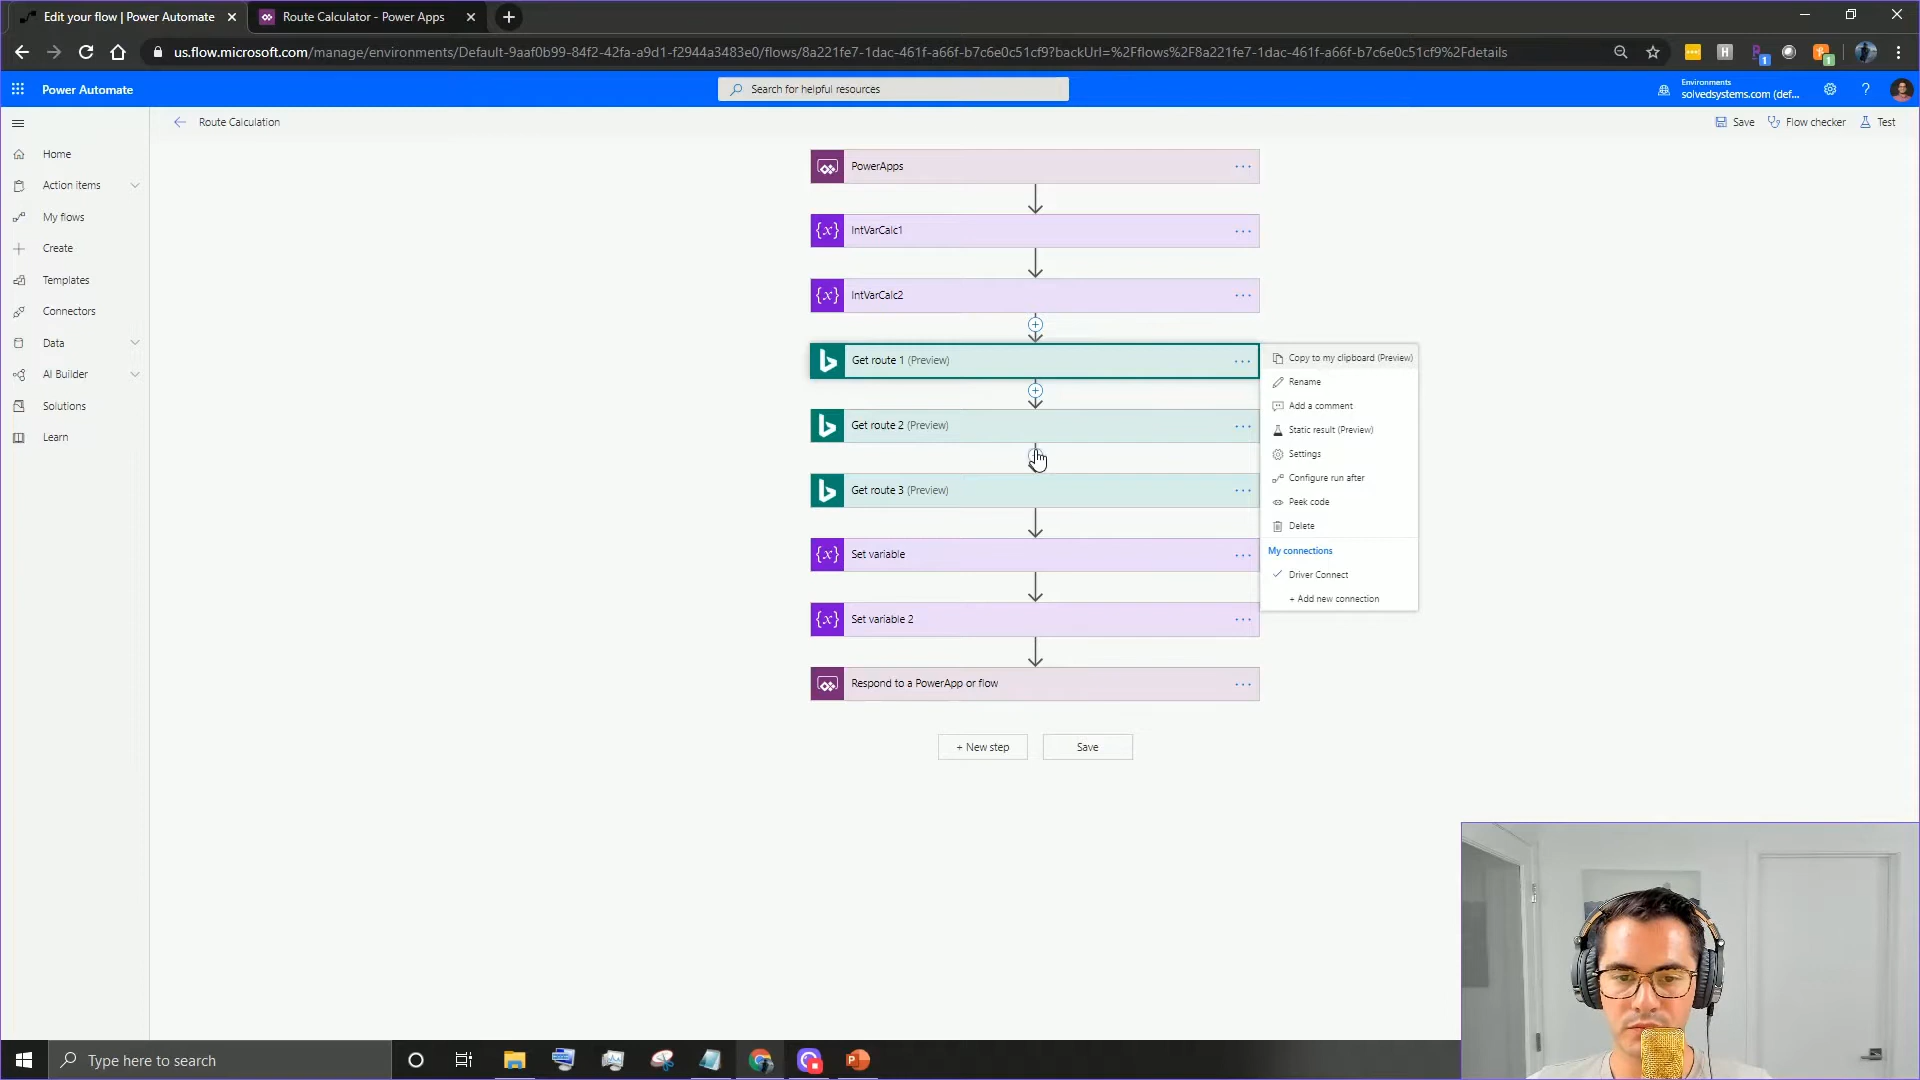 Edit your flow | Power Automate
Route Calculator - Power Apps
us.flow.microsoft.com/manage/environments/Default-9aaf0b99-84f2-42fa-a9d1-f2944a3483e0/flows/8a221fe7-1dac-461f-a66f-b7c6e0c51cf9?backUrl=%2Fflows%2F8a221fe7-1dac-461f-a66f-b7c6e0c51cf9%2Fdetails
Power Automate
Search for helpful resources
Environments
solvedsystems.com (def...
Route Calculation
Save
Flow checker
Test
Home
Action items
My flows
Create
Templates
Connectors
Data
AI Builder
Solutions
Learn
PowerApps
IntVarCalc1
IntVarCalc2
Get route 1 (Preview)
Get route 2 (Preview)
Get route 3 (Preview)
Set variable
Set variable 2
Respond to a PowerApp or flow
+ New step
Save
Copy to my clipboard (Preview)
Rename
Add a comment
Static result (Preview)
Settings
Configure run after
Peek code
Delete
My connections
Driver Connect
+ Add new connection
Type here to search